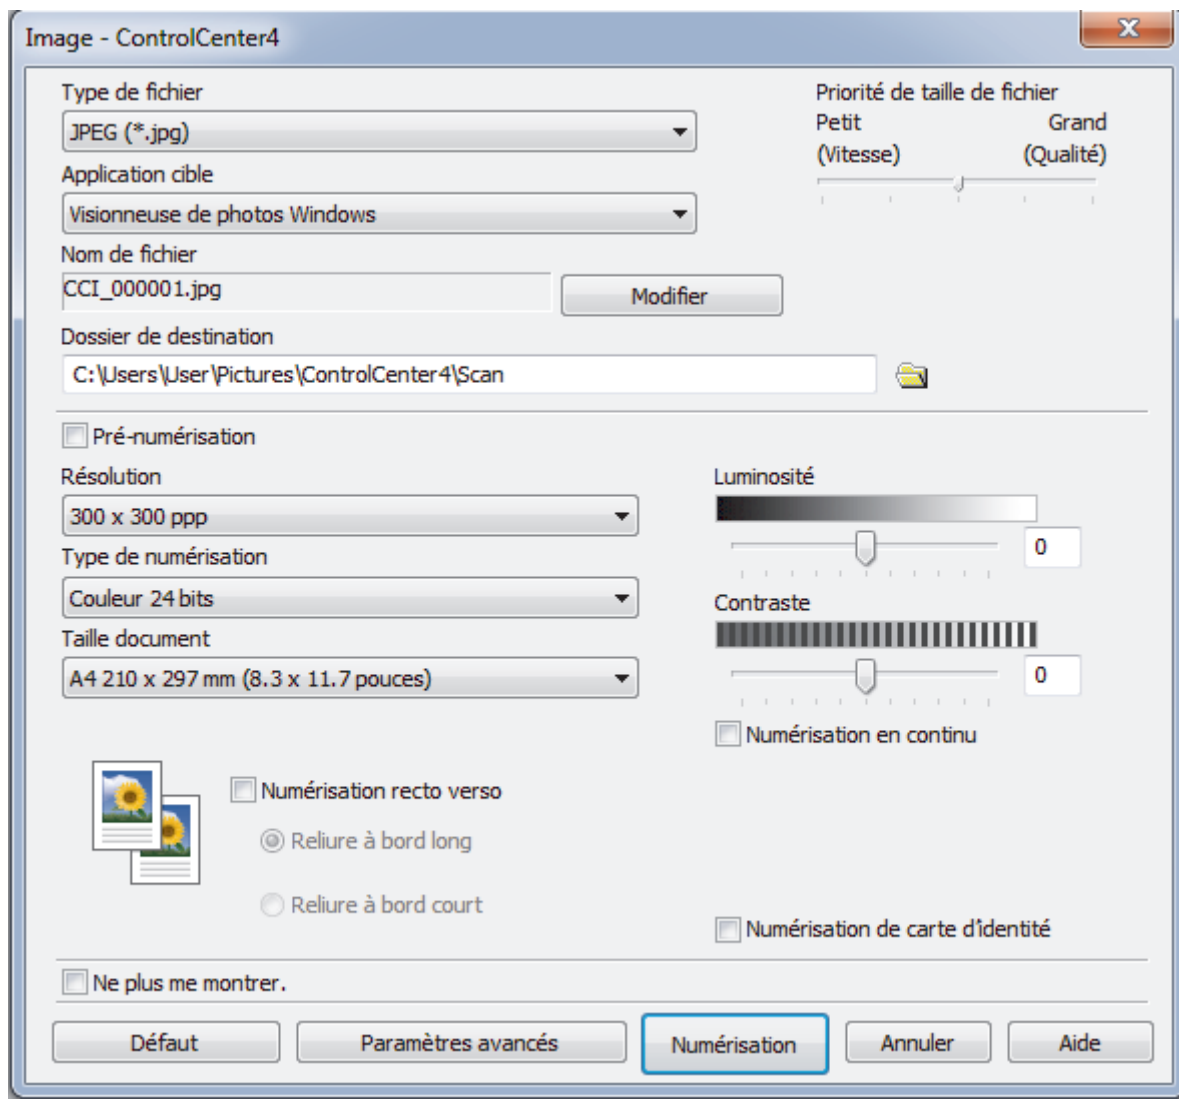 Image - ControlCenter4
Type de fichier
JPEG (*.jpg)
Application cible
Visionneuse de photos Windows
Nom de fichier
CCI_000001.jpg
Modifier
Dossier de destination
C:\Users\User\Pictures\ControlCenter4\Scan
Priorité de taille de fichier
Petit Grand
(Vitesse) (Qualité)
Pré-numérisation
Résolution
300 x 300 ppp
Type de numérisation
Couleur 24 bits
Taille document
A4 210 x 297 mm (8.3 x 11.7 pouces)
Luminosité
0
Contraste
0
Numérisation en continu
Numérisation recto verso
Reliure à bord long
Reliure à bord court
Numérisation de carte d'identité
Ne plus me montrer.
Défaut Paramètres avancés Numérisation Annuler Aide